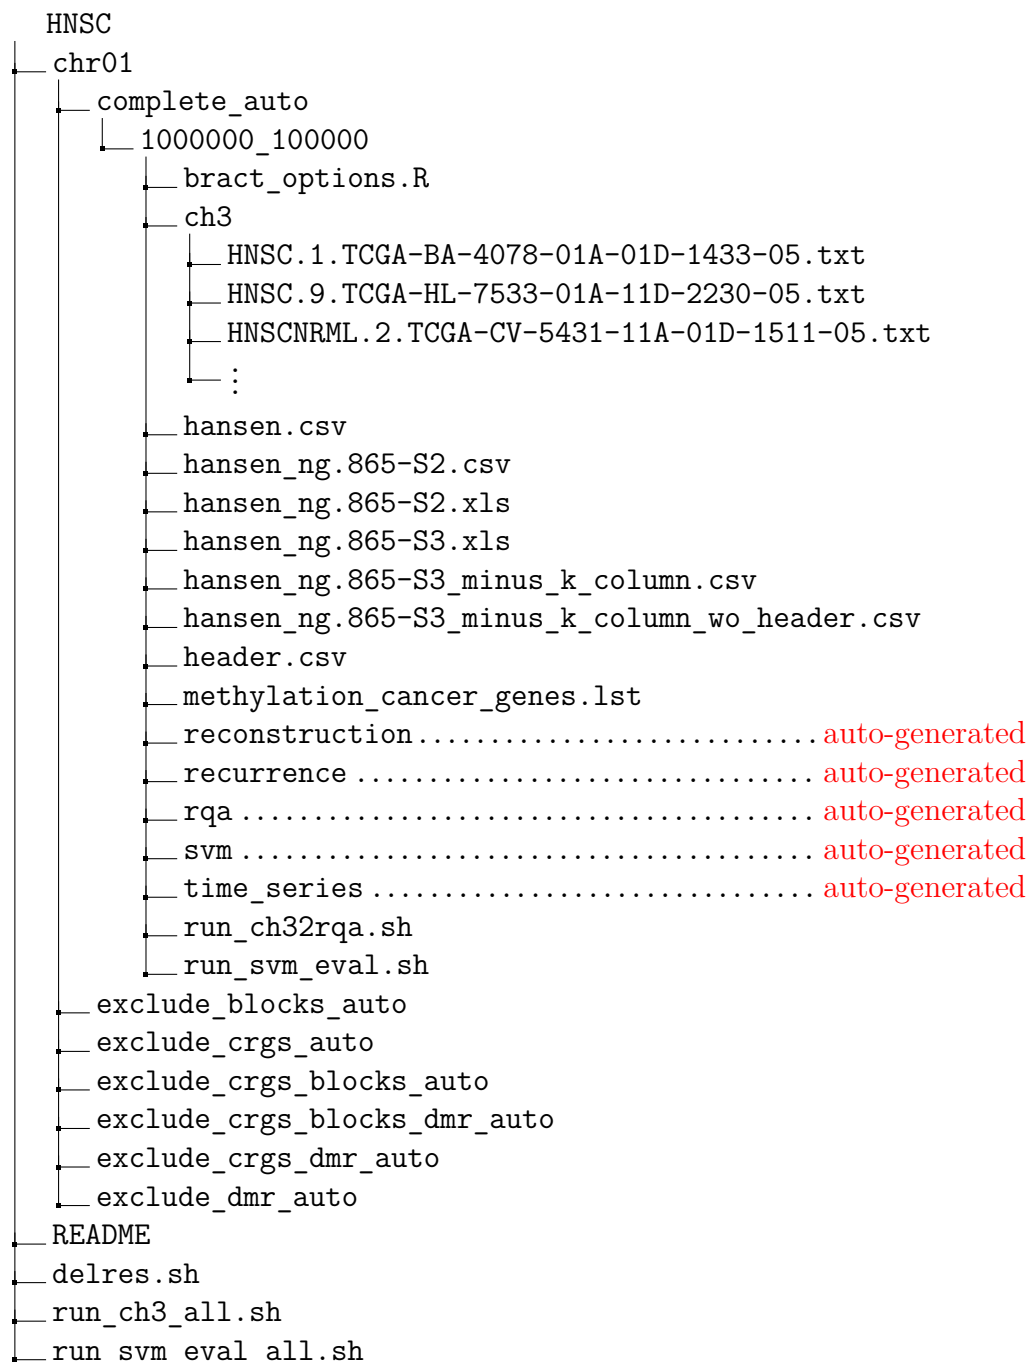 HNSC
chr01
complete_auto
1000000_100000
bract_options.R
ch3
HNSC.1.TCGA-BA-4078-01A-01D-1433-05.txt
HNSC.9.TCGA-HL-7533-01A-11D-2230-05.txt
HNSCNRML.2.TCGA-CV-5431-11A-01D-1511-05.txt
⋮
hansen.csv
hansen_ng.865-S2.csv
hansen_ng.865-S2.xls
hansen_ng.865-S3.xls
hansen_ng.865-S3_minus_k_column.csv
hansen_ng.865-S3_minus_k_column_wo_header.csv
header.csv
methylation_cancer_genes.lst
reconstruction............................auto-generated
recurrence................................auto-generated
rqa........................................auto-generated
svm........................................auto-generated
time_series...............................auto-generated
run_ch32rqa.sh
run_svm_eval.sh
exclude_blocks_auto
exclude_crgs_auto
exclude_crgs_blocks_auto
exclude_crgs_blocks_dmr_auto
exclude_crgs_dmr_auto
exclude_dmr_auto
README
delres.sh
run_ch3_all.sh
run_svm_eval_all.sh